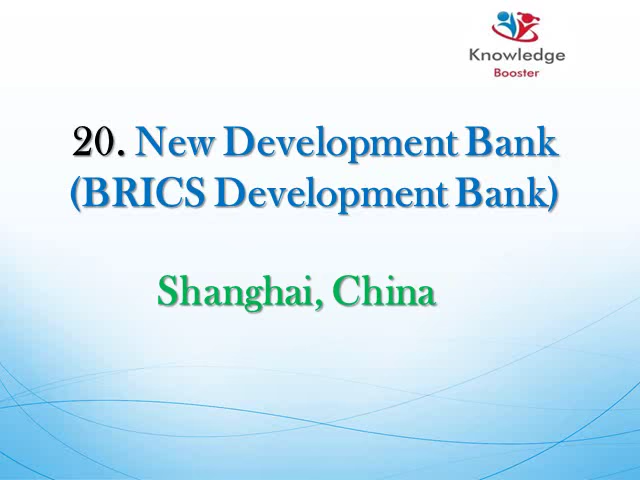 Knowledge
Booster
20. New Development Bank
(BRICS Development Bank)
Shanghai, China